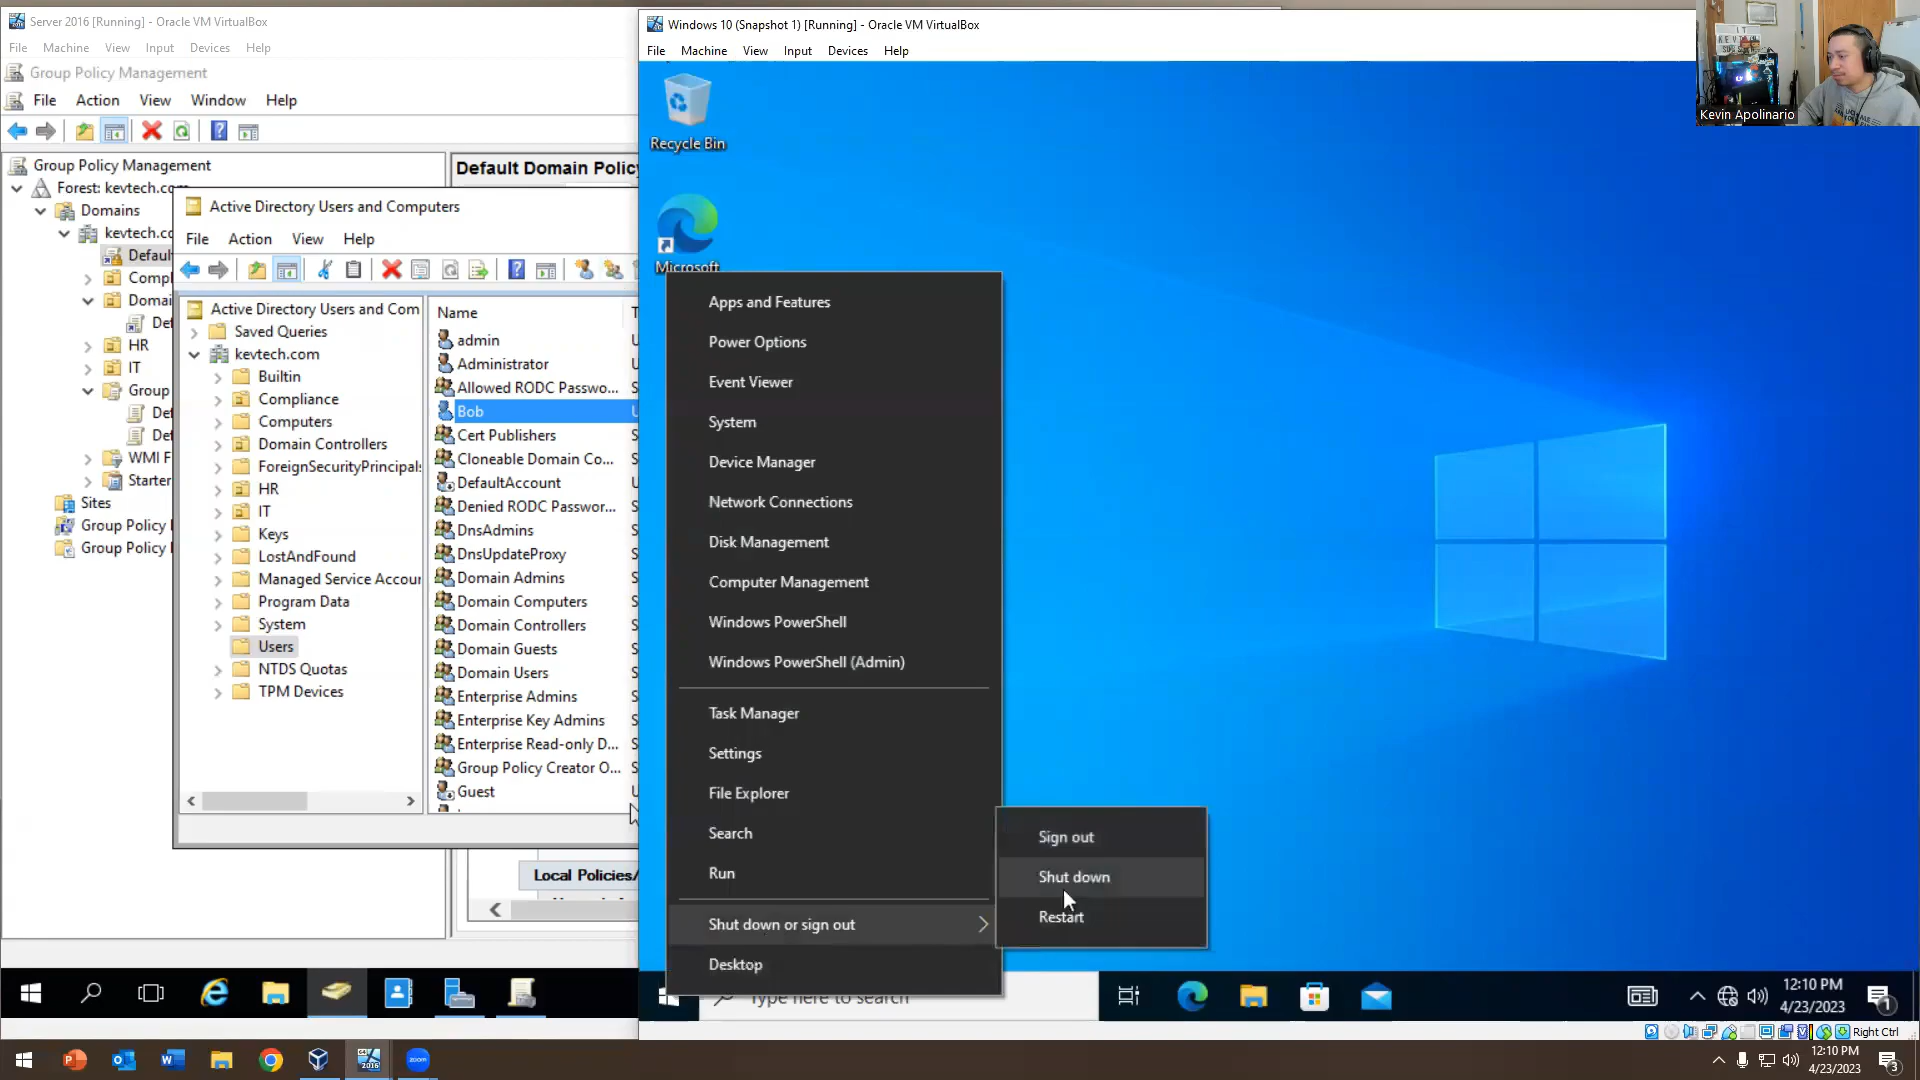 Server 2016 [Running] - Oracle VM VirtualBox
File Machine View Input Devices Help
Group Policy Management
File Action View Window Help
Group Policy Management
Forest: kevtech.com
Domains
kevtech.co
Default
Compl
Domai
De
HR
IT
Group
De
De
WMI F
Starter
Sites
Group Policy
Group Policy
Default Domain Policy
Active Directory Users and Computers
File Action View Help
Active Directory Users and Com
Saved Queries
kevtech.com
Builtin
Compliance
Computers
Domain Controllers
ForeignSecurityPrincipals
HR
IT
Keys
LostAndFound
Managed Service Accour
Program Data
System
Users
NTDS Quotas
TPM Devices
Name
admin
Administrator
Allowed RODC Passwo...
Bob
Cert Publishers
Cloneable Domain Co...
DefaultAccount
Denied RODC Passwor...
DnsAdmins
DnsUpdateProxy
Domain Admins
Domain Computers
Domain Controllers
Domain Guests
Domain Users
Enterprise Admins
Enterprise Key Admins
Enterprise Read-only D...
Group Policy Creator O...
Guest
Local Policies/
Windows 10 (Snapshot 1) [Running] - Oracle VM VirtualBox
File Machine View Input Devices Help
Kevin Apolinario
Recycle Bin
Microsoft
Apps and Features
Power Options
Event Viewer
System
Device Manager
Network Connections
Disk Management
Computer Management
Windows PowerShell
Windows PowerShell (Admin)
Task Manager
Settings
File Explorer
Search
Run
Shut down or sign out
Desktop
Sign out
Shut down
Restart
Type here to search
12:10 PM
4/23/2023
1
Right Ctrl
2016
zoom
12:10 PM
4/23/2023
3